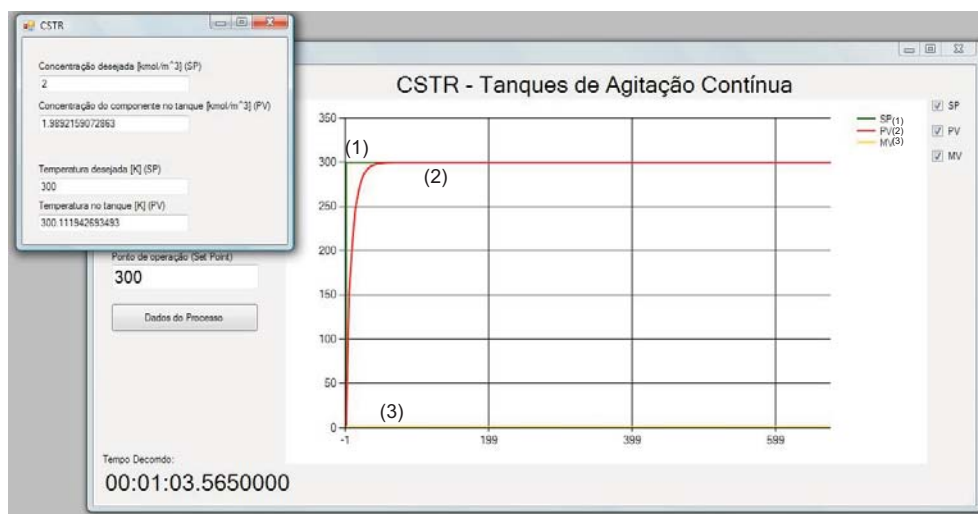 CSTR
Concentração desejada [kmol/m^3] (SP)
2
Concentração do componente no tanque [kmol/m^3] (PV)
1.9892159072863
Temperatura desejada [K] (SP)
300
Temperatura no tanque [K] (PV)
300.111942693493
CSTR - Tanques de Agitação Contínua
350
300
250
200
150
100
50
0
-1
199
399
599
(1)
(2)
(3)
SP(1)
PV(2)
MV(3)
SP
PV
MV
Ponto de operação (Set Point)
300
Dados do Processo
Tempo Decorrido:
00:01:03.5650000